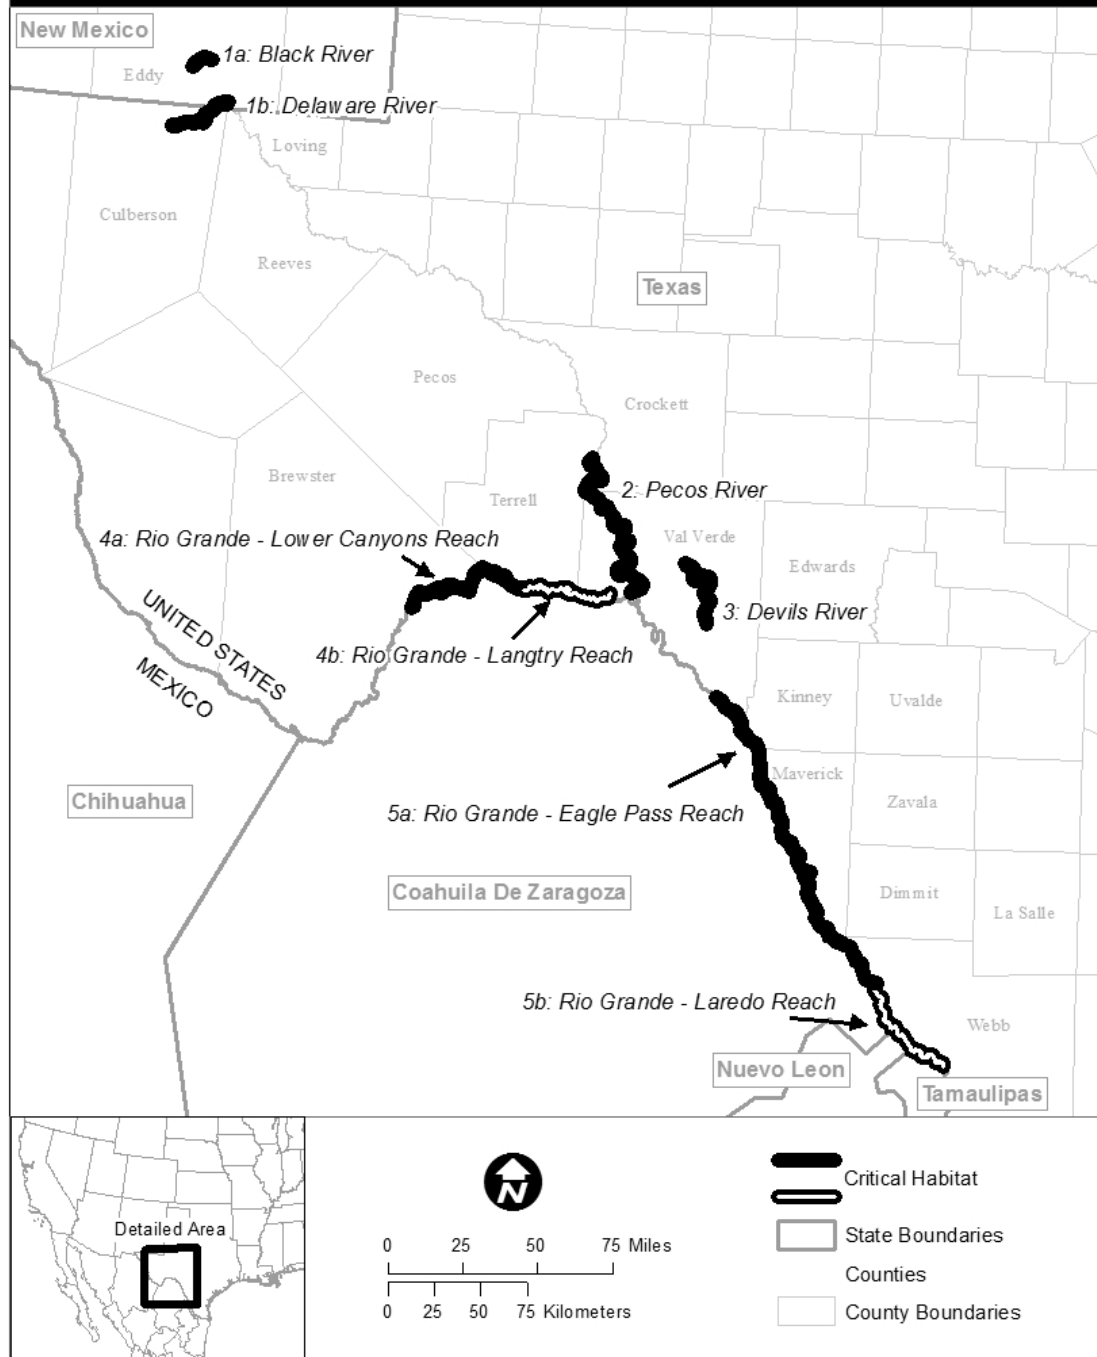 New Mexico
1a: Black River
Eddy
1b: Delaware River
Loving
Culberson
Reeves
Texas
Pecos
Crockett
Brewster
Terrell
2: Pecos River
Val Verde
4a: Rio Grande - Lower Canyons Reach
Edwards
UNITED STATES
MEXICO
3: Devils River
4b: Rio Grande - Langtry Reach
Kinney
Uvalde
Maverick
Chihuahua
Zavala
5a: Rio Grande - Eagle Pass Reach
Coahuila De Zaragoza
Dimmit
La Salle
5b: Rio Grande - Laredo Reach
Webb
Nuevo Leon
Tamaulipas
Detailed Area
N
0 25 50 75 Miles
0 25 50 75 Kilometers
Critical Habitat
State Boundaries
Counties
County Boundaries